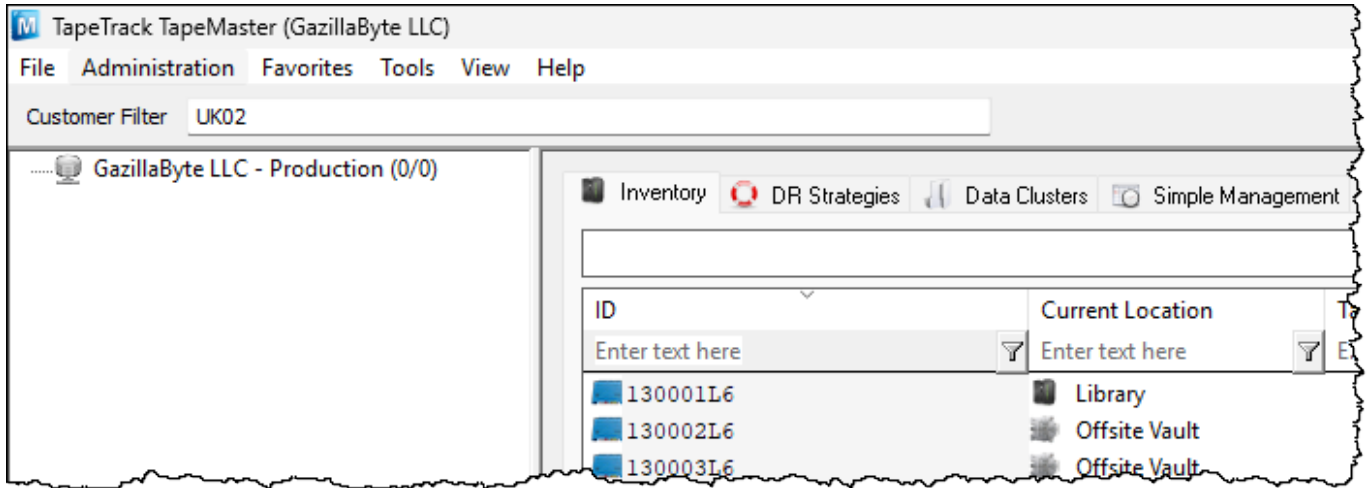 TapeTrack TapeMaster (GazillaByte LLC)
File Administration Favorites Tools View Help
Customer Filter UK02
GazillaByte LLC - Production (0/0)
Inventory DR Strategies Data Clusters Simple Management
ID Current Location
Enter text here Enter text here
130001L6 Library
130002L6 Offsite Vault
130003L6 Offsite Vault